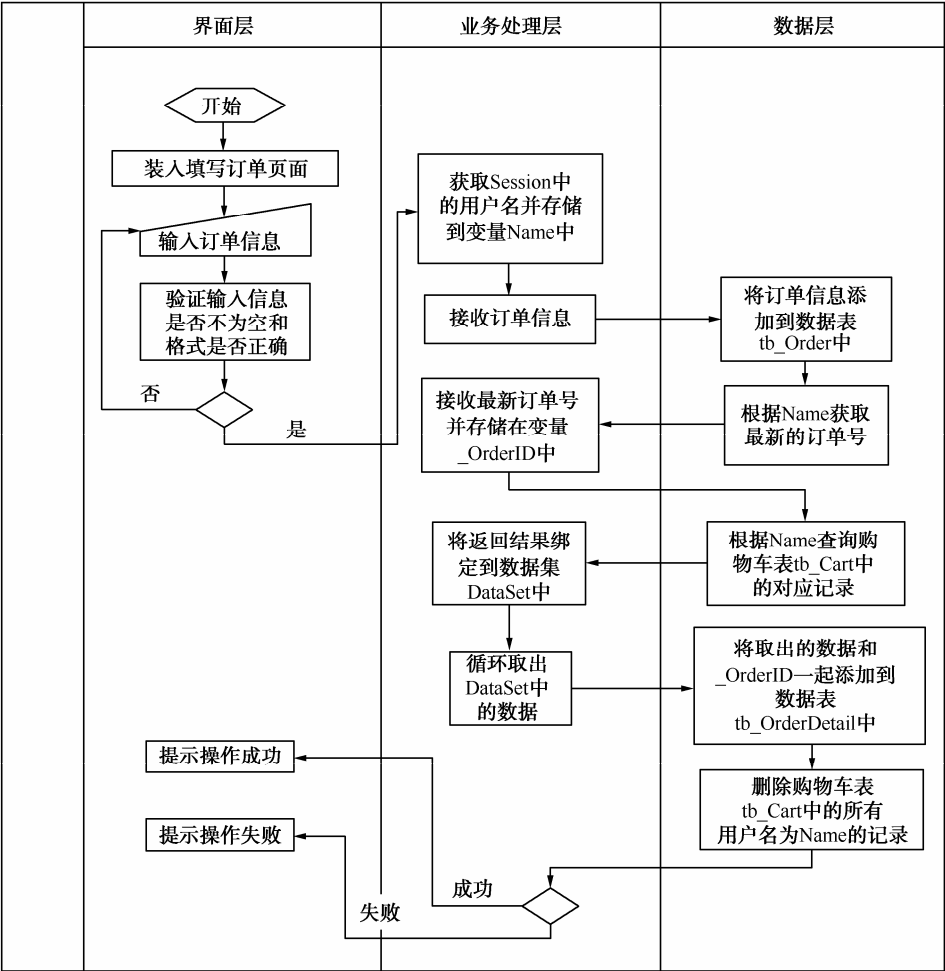 界面层
业务处理层
数据层
开始
装入填写订单页面
输入订单信息
验证输入信息
是否不为空和
格式是否正确
否
是
获取Session中
的用户名并存储
到变量Name中
接收订单信息
将订单信息添
加到数据表
tb_Order中
根据Name获取
最新的订单号
接收最新订单号
并存储在变量
_OrderID中
根据Name查询购
物车表tb_Cart中
的对应记录
将返回结果绑
定到数据集
DataSet中
循环取出
DataSet中
的数据
将取出的数据和
_OrderID一起添加到
数据表
tb_OrderDetail中
删除购物车表
tb_Cart中的所有
用户名为Name的记录
成功
失败
提示操作成功
提示操作失败